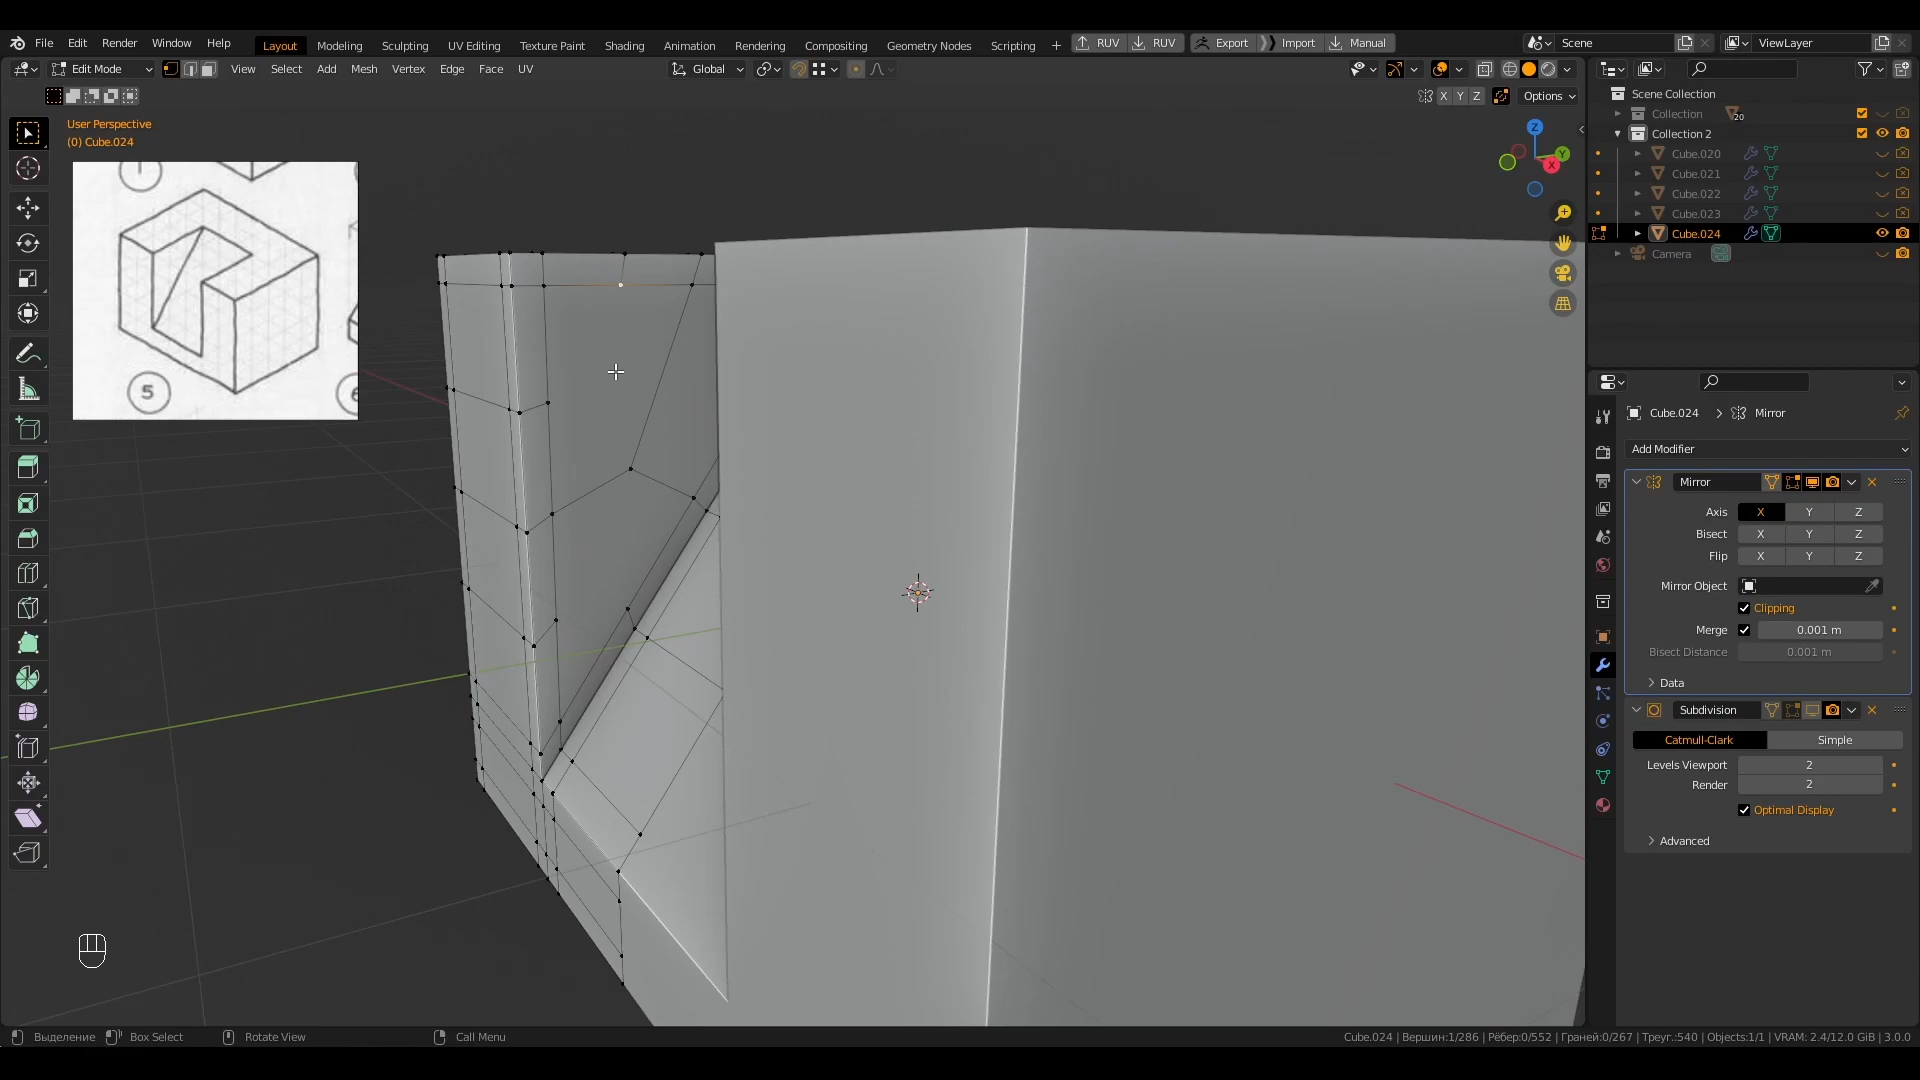 File Edit Render Window Help Layout Modeling Sculpting UV Editing Texture Paint Shading Animation Rendering Compositing Geometry Nodes Scripting + RUV RUV Export Import Manual Scene ViewLayer
Edit Mode View Select Add Mesh Vertex Edge Face UV Global
X Y Z Options
User Perspective
(0) Cube.024
5
Z
Y
X
Scene Collection
Collection 20
Collection 2
Cube.020
Cube.021
Cube.022
Cube.023
Cube.024
Camera
Cube.024 > Mirror
Add Modifier
Mirror
Axis X Y Z
Bisect X Y Z
Flip X Y Z
Mirror Object
Clipping
Merge 0.001 m
Bisect Distance 0.001 m
Data
Subdivision
Catmull-Clark Simple
Levels Viewport 2
Render 2
Optimal Display
Advanced
Выделение Box Select Rotate View Call Menu Cube.024 | Вершин:1/286 | Рёбер:0/552 | Граней:0/267 | Треуг.:540 | Objects:1/1 | VRAM: 2.4/12.0 GiB | 3.0.0